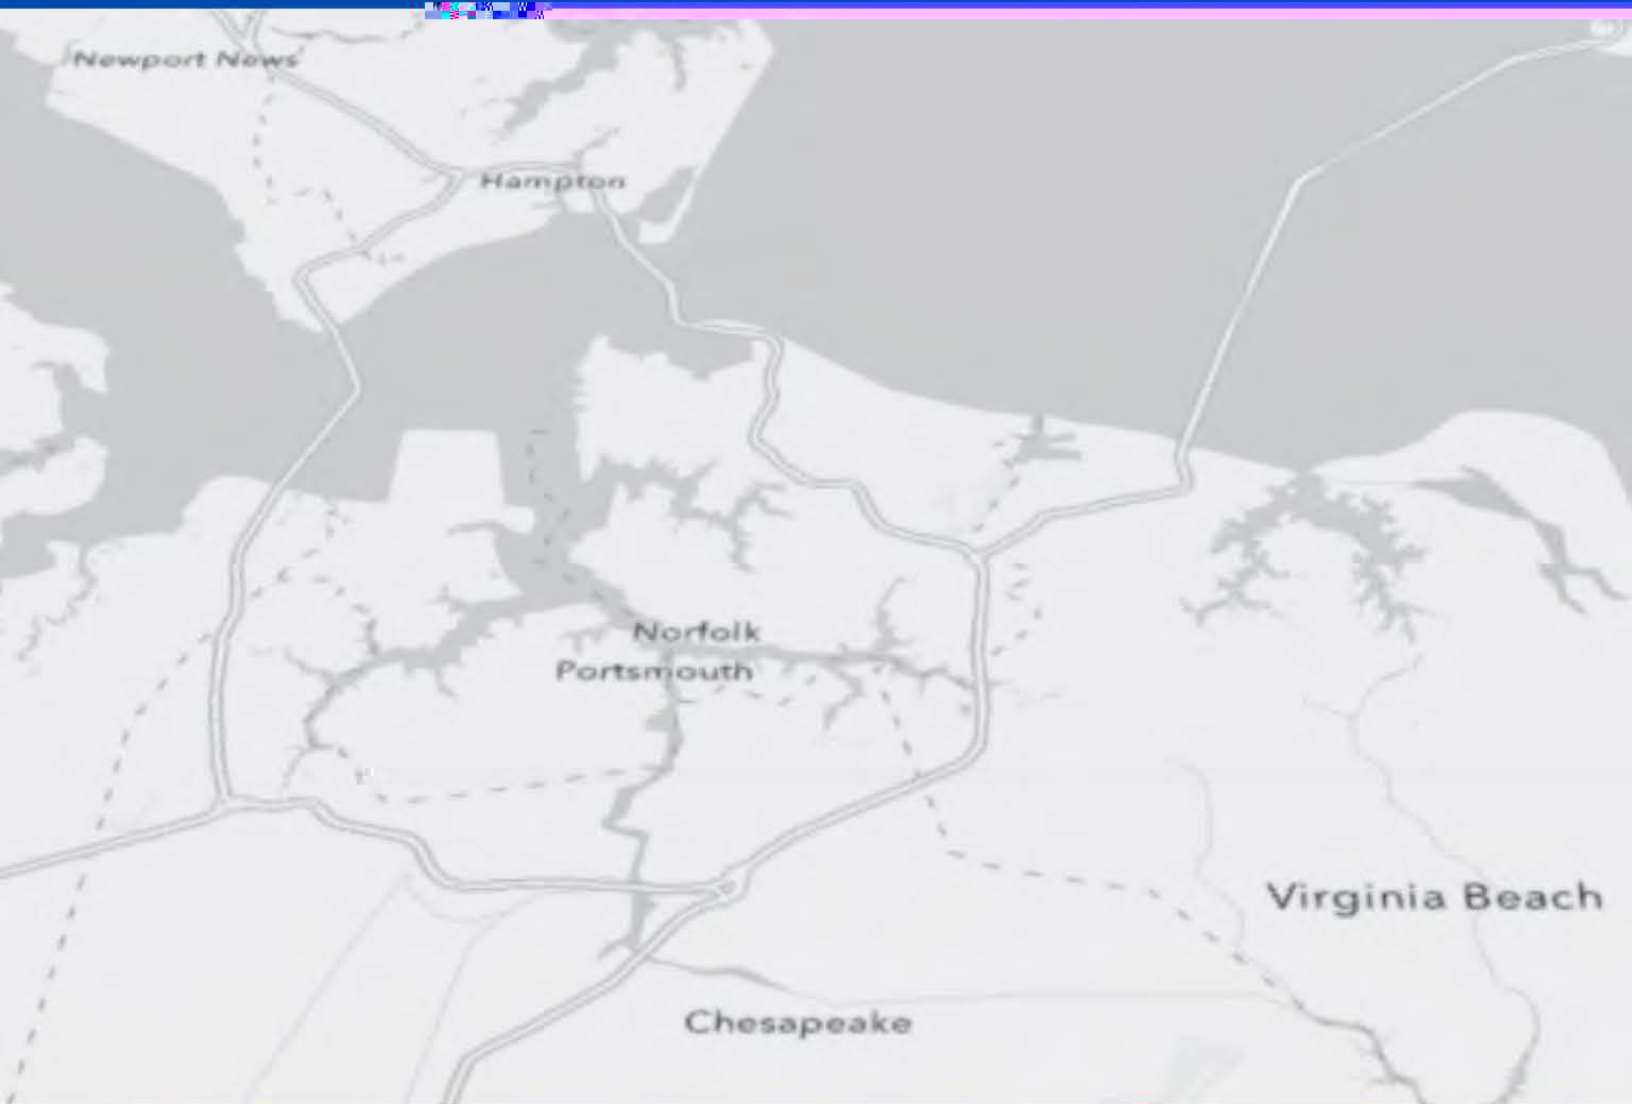 Newport News
Hampton
Norfolk
Portsmouth
Virginia Beach
Chesapeake